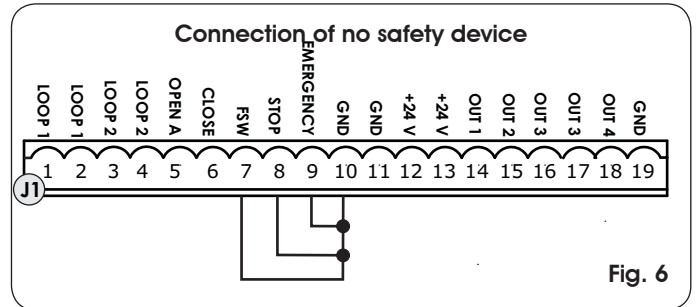 Connection of no safety device
LOOP 1 LOOP 1 LOOP 2 LOOP 2 OPEN A CLOSE FSW STOP EMERGENCY GND GND +24 V +24 V OUT 1 OUT 2 OUT 3 OUT 3 OUT 4 GND
1 2 3 4 5 6 7 8 9 10 11 12 13 14 15 16 17 18 19
J1
Fig. 6